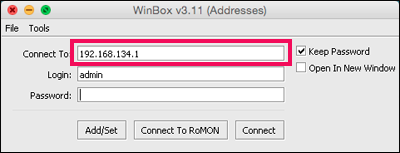 WinBox v3.11 (Addresses)
File Tools
Connect To: 192.168.134.1 Keep Password
Login: admin Open In New Window
Password:
Add/Set Connect To RoMON Connect